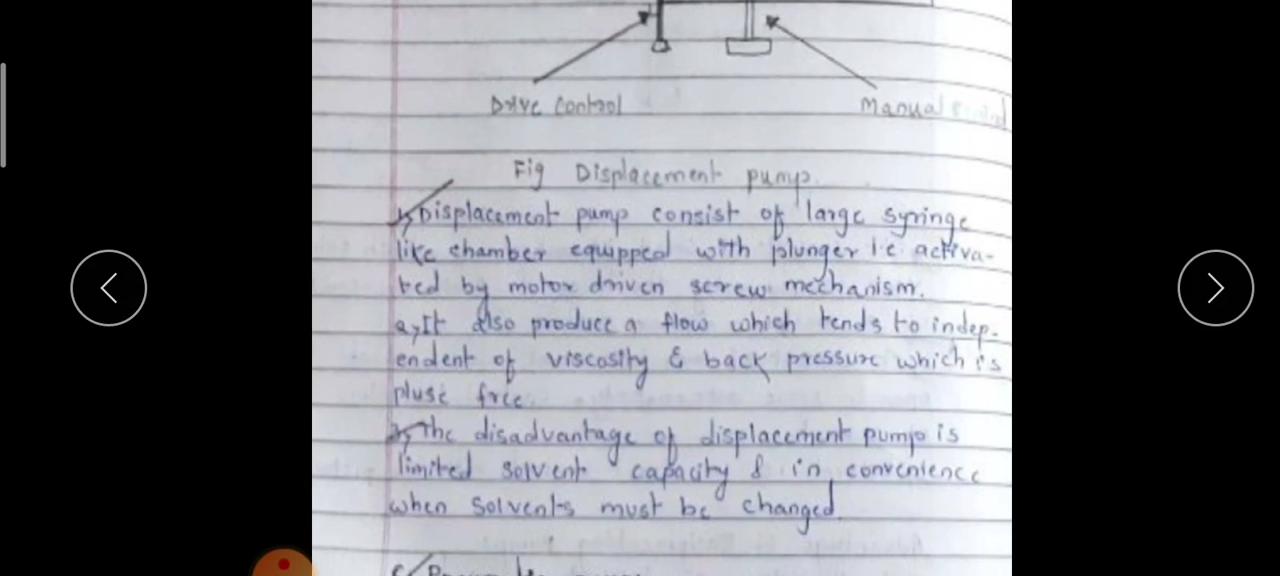 Drive control
Manual
Fig Displacement pump.
1, Displacement pump consist of large syringe
like chamber equipped with plunger i.e. activa-
ted by motor driven screw mechanism.
2, It also produce a flow which tends to indep-
endent of viscosity & back pressure which is
pluse free.
3, The disadvantage of displacement pump is
limited solvent capacity & in convenience
when solvents must be changed.